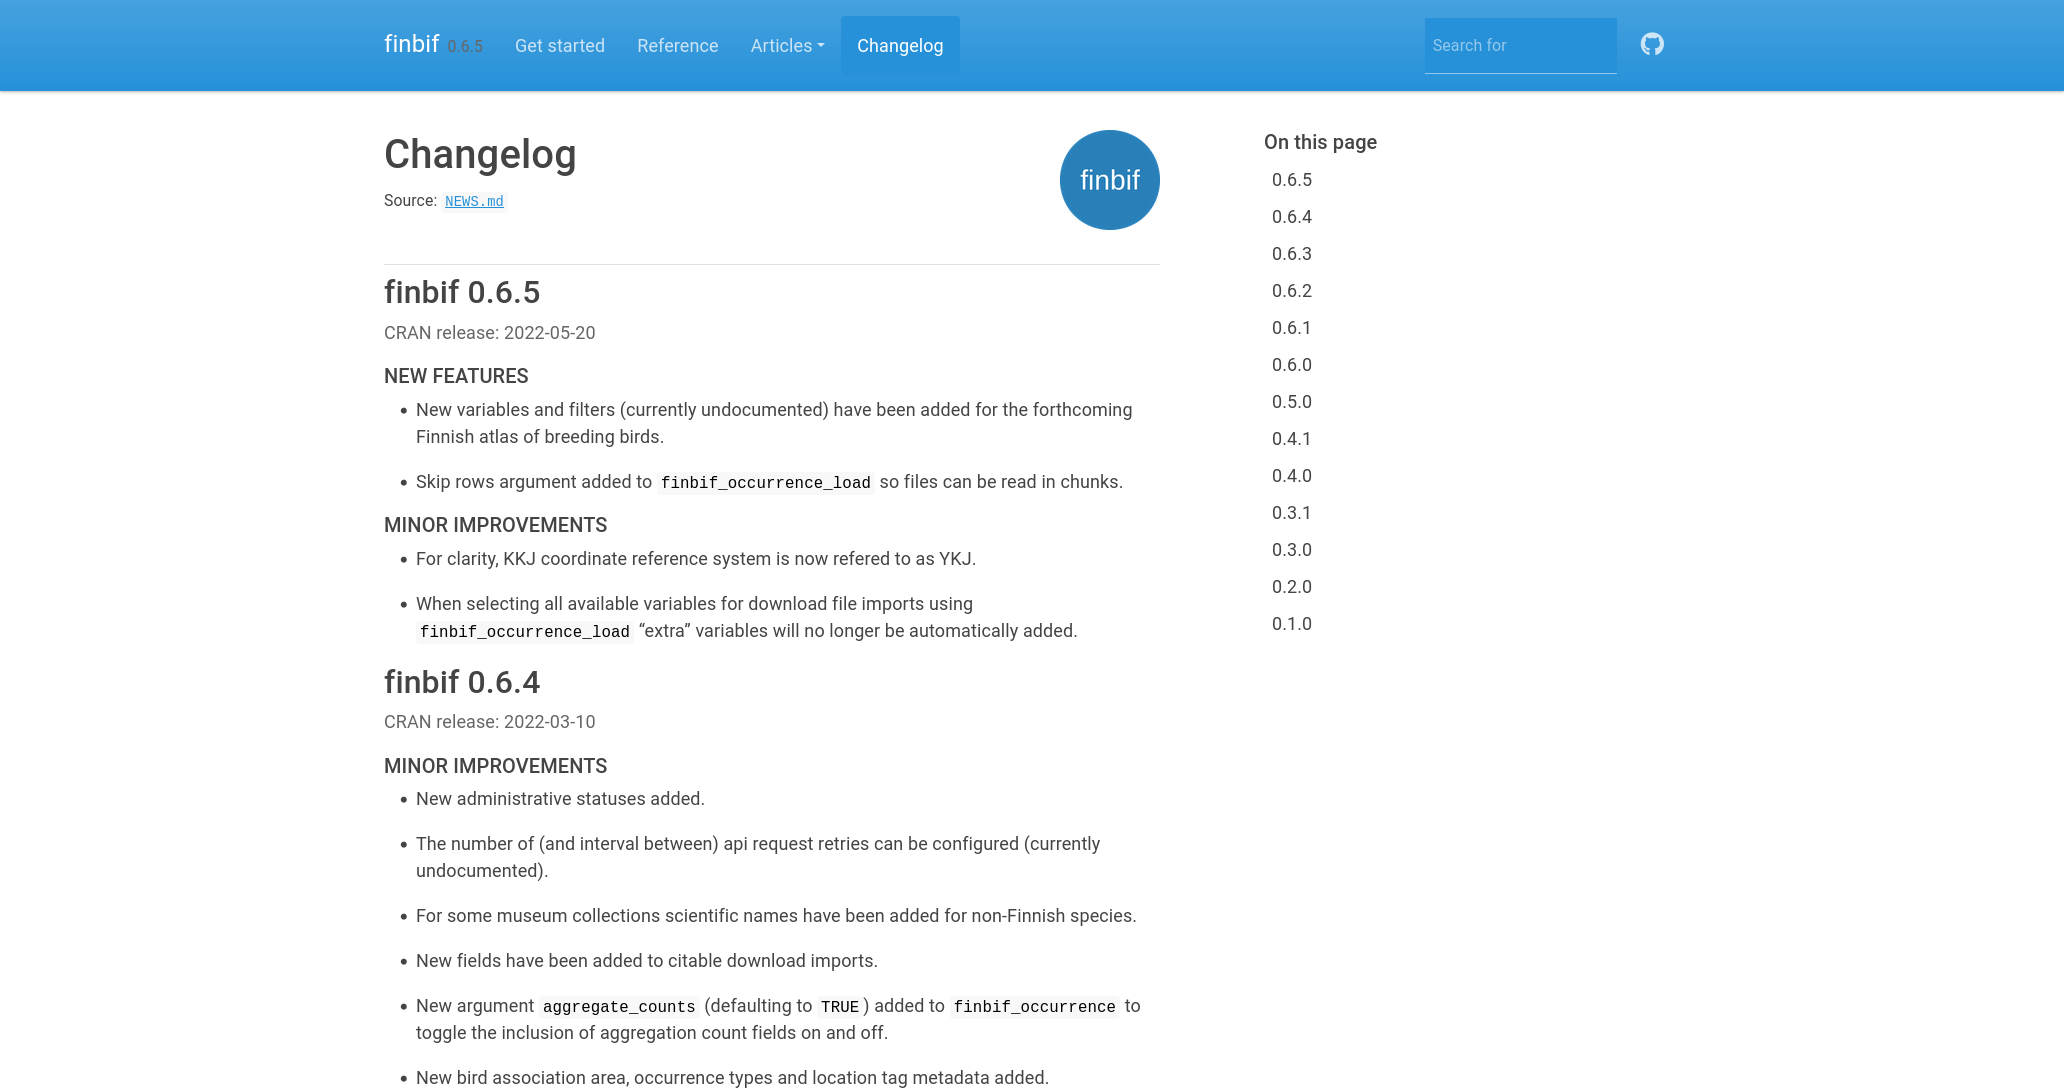 finbif 0.6.5 Get started Reference Articles Changelog Search for
Changelog
Source: NEWS.md
finbif
finbif 0.6.5
CRAN release: 2022-05-20
NEW FEATURES
• New variables and filters (currently undocumented) have been added for the forthcoming
Finnish atlas of breeding birds.
• Skip rows argument added to finbif_occurrence_load so files can be read in chunks.
MINOR IMPROVEMENTS
• For clarity, KKJ coordinate reference system is now refered to as YKJ.
• When selecting all available variables for download file imports using
finbif_occurrence_load “extra” variables will no longer be automatically added.
finbif 0.6.4
CRAN release: 2022-03-10
MINOR IMPROVEMENTS
• New administrative statuses added.
• The number of (and interval between) api request retries can be configured (currently
undocumented).
• For some museum collections scientific names have been added for non-Finnish species.
• New fields have been added to citable download imports.
• New argument aggregate_counts (defaulting to TRUE) added to finbif_occurrence to
toggle the inclusion of aggregation count fields on and off.
• New bird association area, occurrence types and location tag metadata added.
On this page
0.6.5
0.6.4
0.6.3
0.6.2
0.6.1
0.6.0
0.5.0
0.4.1
0.4.0
0.3.1
0.3.0
0.2.0
0.1.0